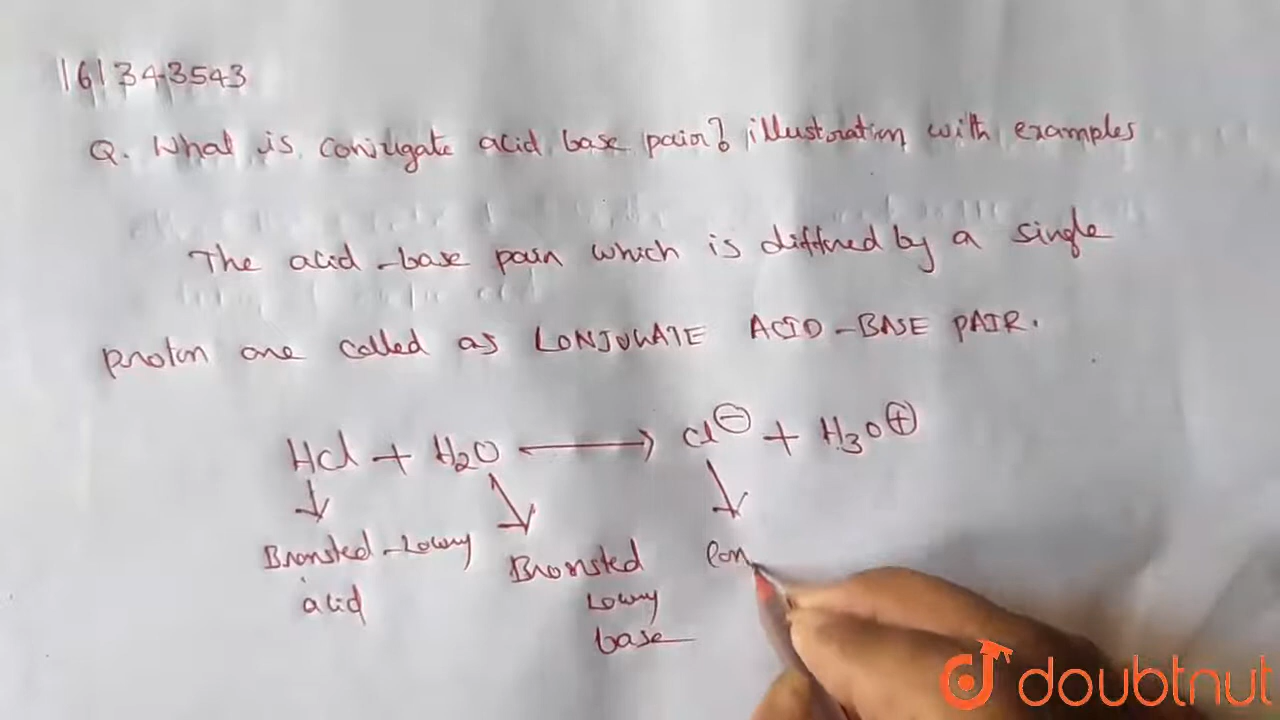 161343543
Q. What is conjugate acid base pair? illustration with examples
The acid-base pair which is differed by a single
proton are called as CONJUGATE ACID-BASE PAIR.
HCl + H2O ⟶ Cl⊖ + H3O⊕
Bronsted-Lowry
acid
Bronsted
Lowry
base
Con
doubtnut